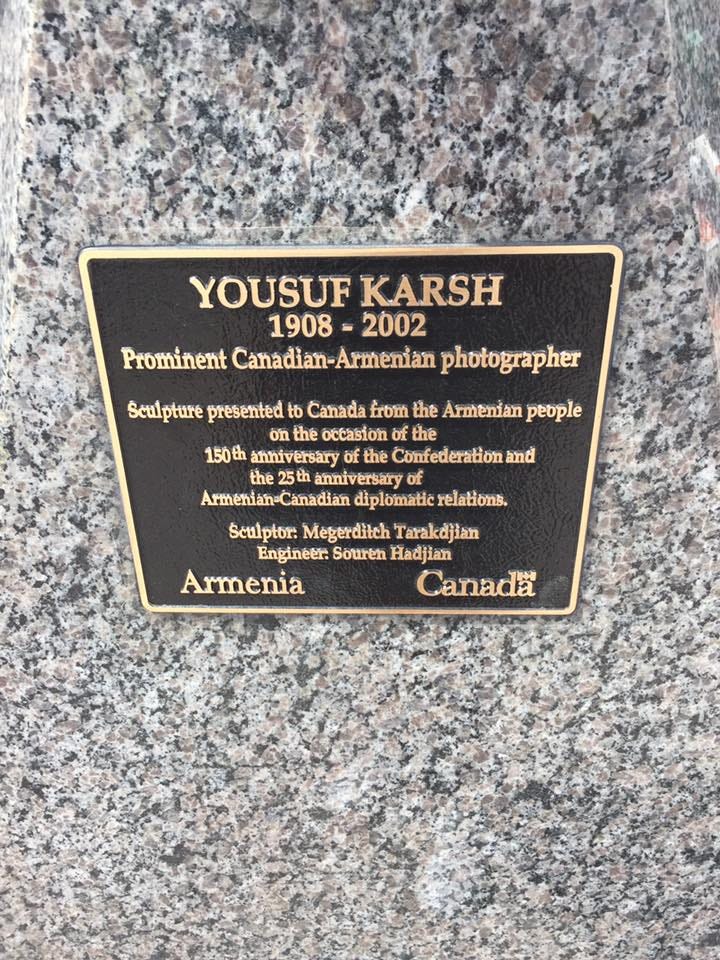 YOUSUF KARSH
1908 - 2002
Prominent Canadian-Armenian photographer
Sculpture presented to Canada from the Armenian people
on the occasion of the
150th anniversary of the Confederation and
the 25th anniversary of
Armenian-Canadian diplomatic relations.
Sculptor: Megerditch Tarakdjian
Engineer: Souren Hadjian
Armenia Canada